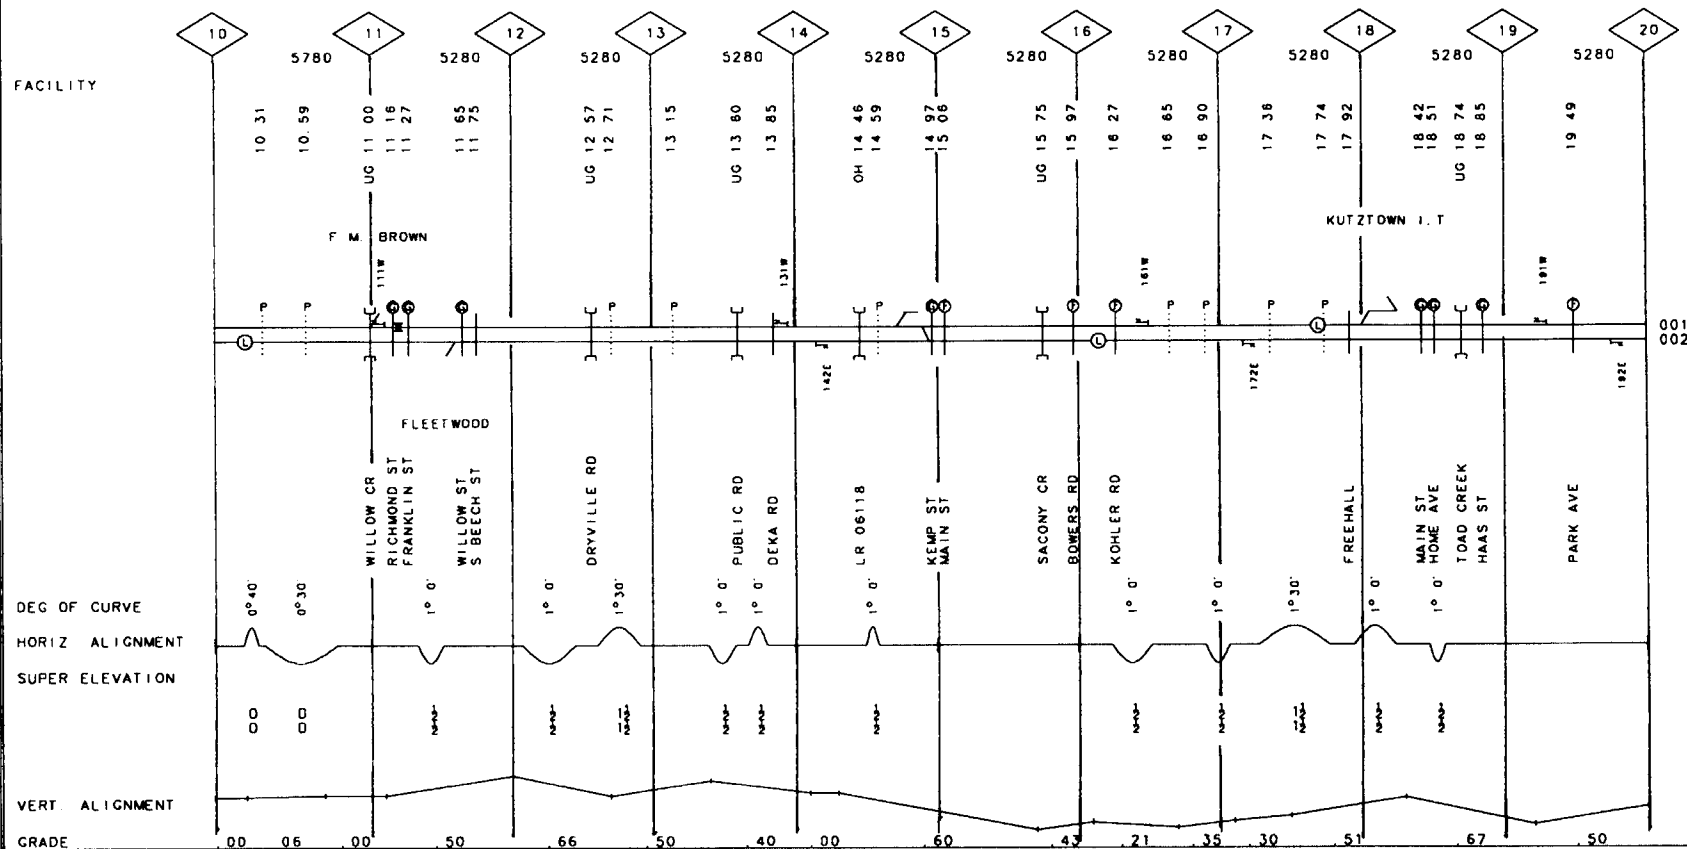 10 11 12 13 14 15 16 17 18 19 20
5780 5280 5280 5280 5280 5280 5280 5280 5280 5280
FACILITY
10 31
10.59
UG 11 00
11 16
11 27
11 65
11 75
UG 12 57
12 71
13 15
UG 13 60
13 85
OH 14 46
14 59
14 97
15 06
UG 15 75
15 97
16 27
16 65
16 90
17 36
17 74
17 92
18 42
18 51
UG 18 74
18 85
19 49
KUTZTOWN I.T
F M. BROWN
111W
131W
161W
191W
P P P P P P P P P
G G G G F F F G G G F
L L L
001
002
142E
172E
192E
FLEETWOOD
WILLOW CR
RICHMOND ST
FRANKLIN ST
WILLOW ST
S BEECH ST
DRYVILLE RD
PUBLIC RD
DEKA RD
LR 06118
KEMP ST
MAIN ST
SACONY CR
BOWERS RD
KOHLER RD
FREEHALL
MAIN ST
HOME AVE
TOAD CREEK
HAAS ST
PARK AVE
DEG OF CURVE 0°40' 0°30' 1° 0' 1° 0' 1°30' 1° 0' 1° 0' 1° 0' 1° 0' 1° 0' 1°30' 1° 0' 1° 0'
HORIZ ALIGNMENT
SUPER ELEVATION
0 0
0 0
VERT. ALIGNMENT
GRADE .00 06 .00 .50 .66 .50 .40 .00 .60 .43 .21 .35 .30 .51 .67 .50